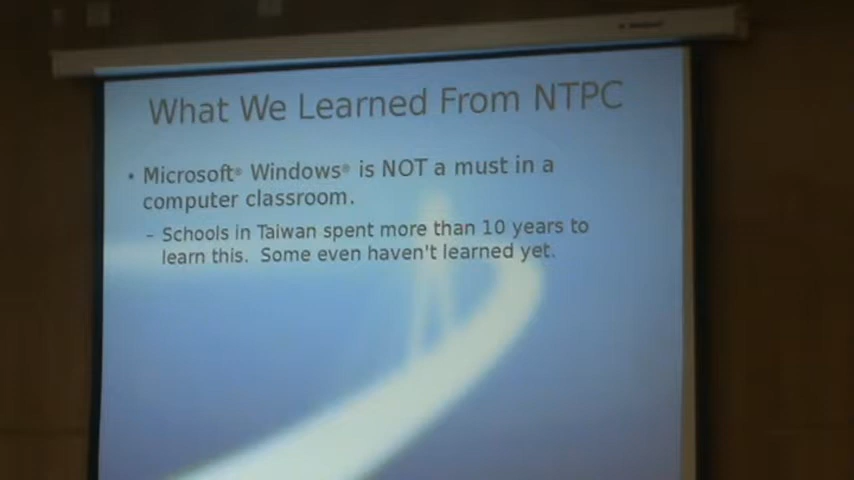 What We Learned From NTPC
• Microsoft® Windows® is NOT a must in a
computer classroom.
– Schools in Taiwan spent more than 10 years to
learn this. Some even haven't learned yet.